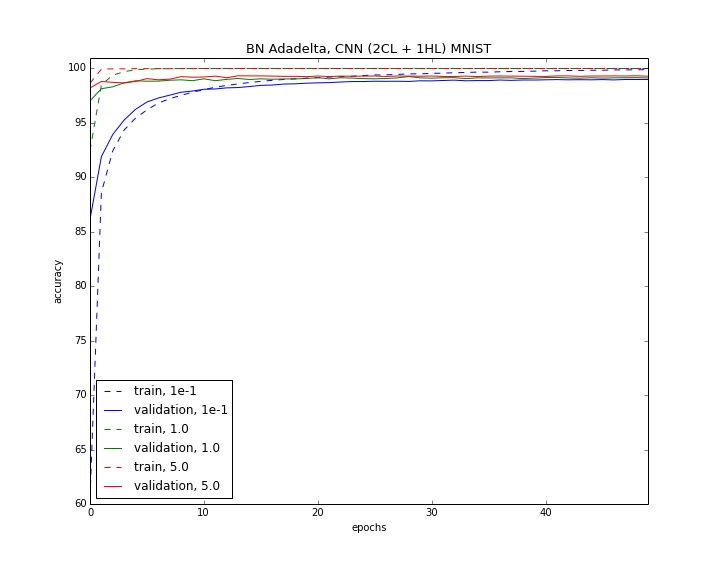 BN Adadelta, CNN (2CL + 1HL) MNIST
100
95
90
85
80
75
70
65
60
accuracy
train, 1e-1
validation, 1e-1
train, 1.0
validation, 1.0
train, 5.0
validation, 5.0
0 10 20 30 40
epochs